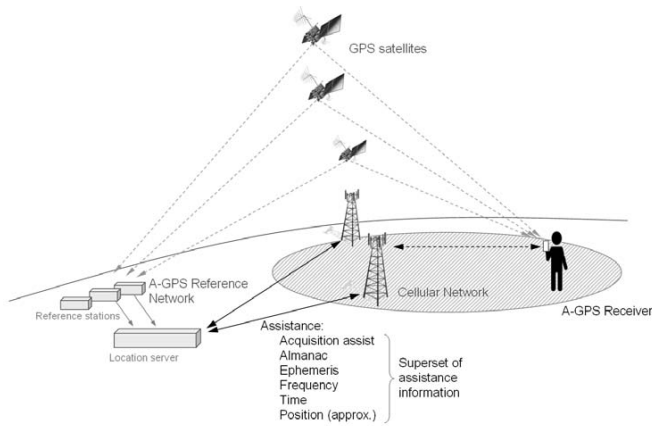 GPS satellites
A-GPS Reference
Network
Reference stations
Location server
Cellular Network
A-GPS Receiver
Assistance:
Acquisition assist
Almanac
Ephemeris
Frequency
Time
Position (approx.)
Superset of
assistance
information